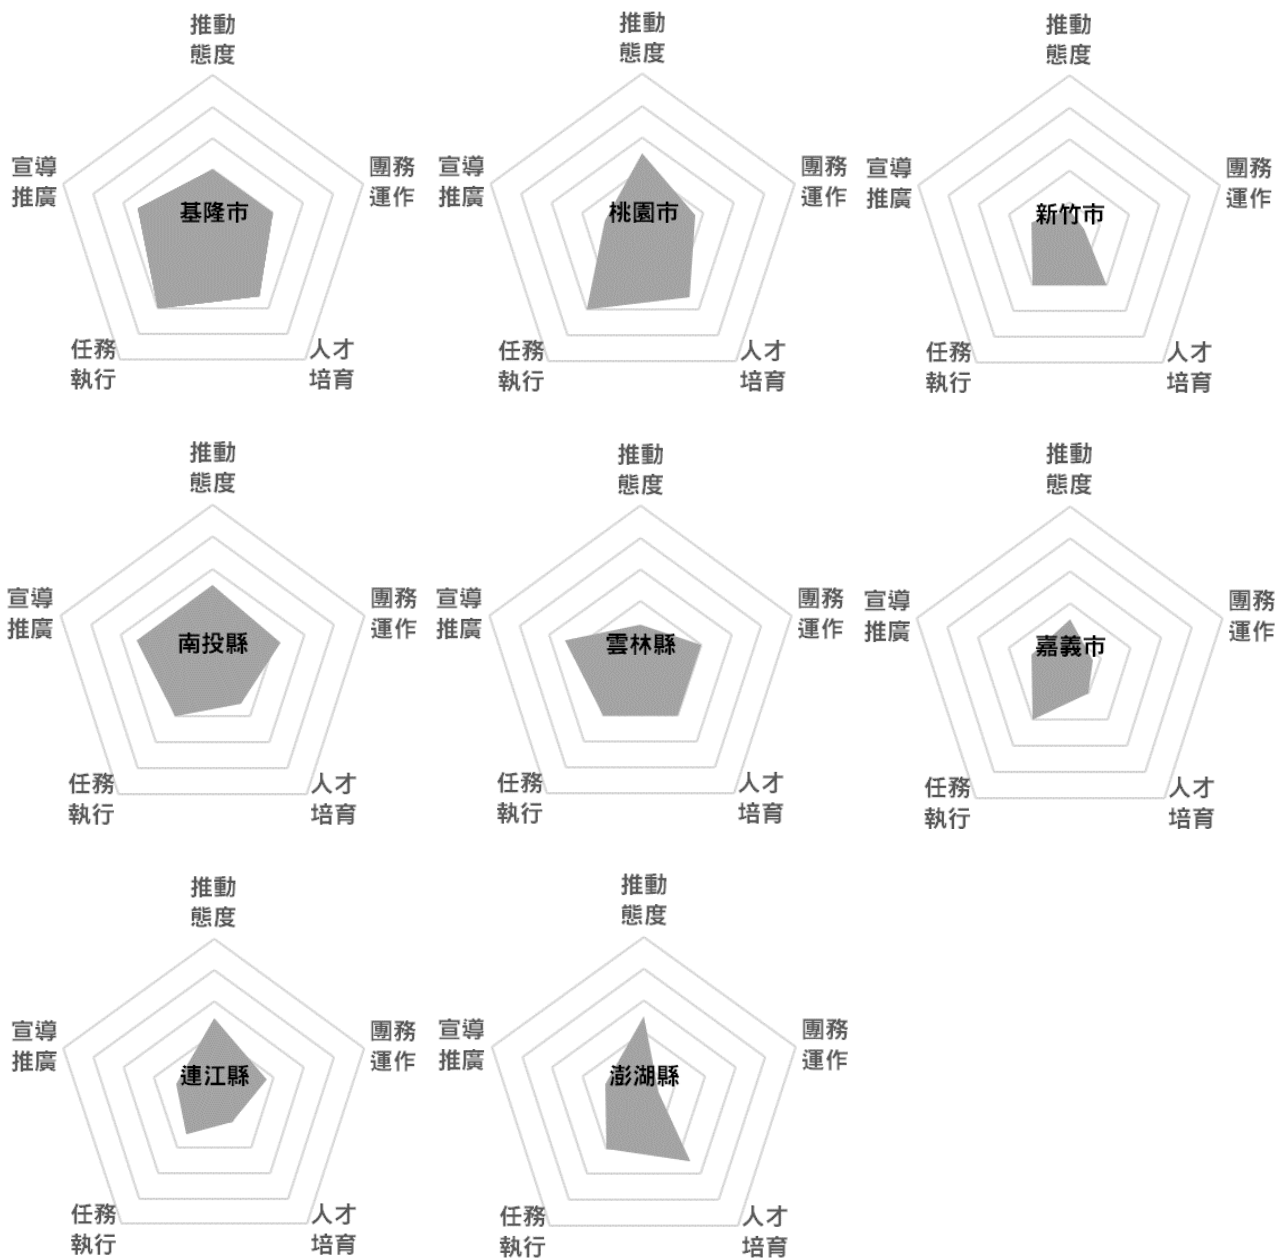 推動
態度
宣導
推廣
團務
運作
基隆市
任務
執行
人才
培育
推動
態度
宣導
推廣
團務
運作
桃園市
任務
執行
人才
培育
推動
態度
宣導
推廣
團務
運作
新竹市
任務
執行
人才
培育
推動
態度
宣導
推廣
團務
運作
南投縣
任務
執行
人才
培育
推動
態度
宣導
推廣
團務
運作
雲林縣
任務
執行
人才
培育
推動
態度
宣導
推廣
團務
運作
嘉義市
任務
執行
人才
培育
推動
態度
宣導
推廣
團務
運作
連江縣
任務
執行
人才
培育
推動
態度
宣導
推廣
團務
運作
澎湖縣
任務
執行
人才
培育